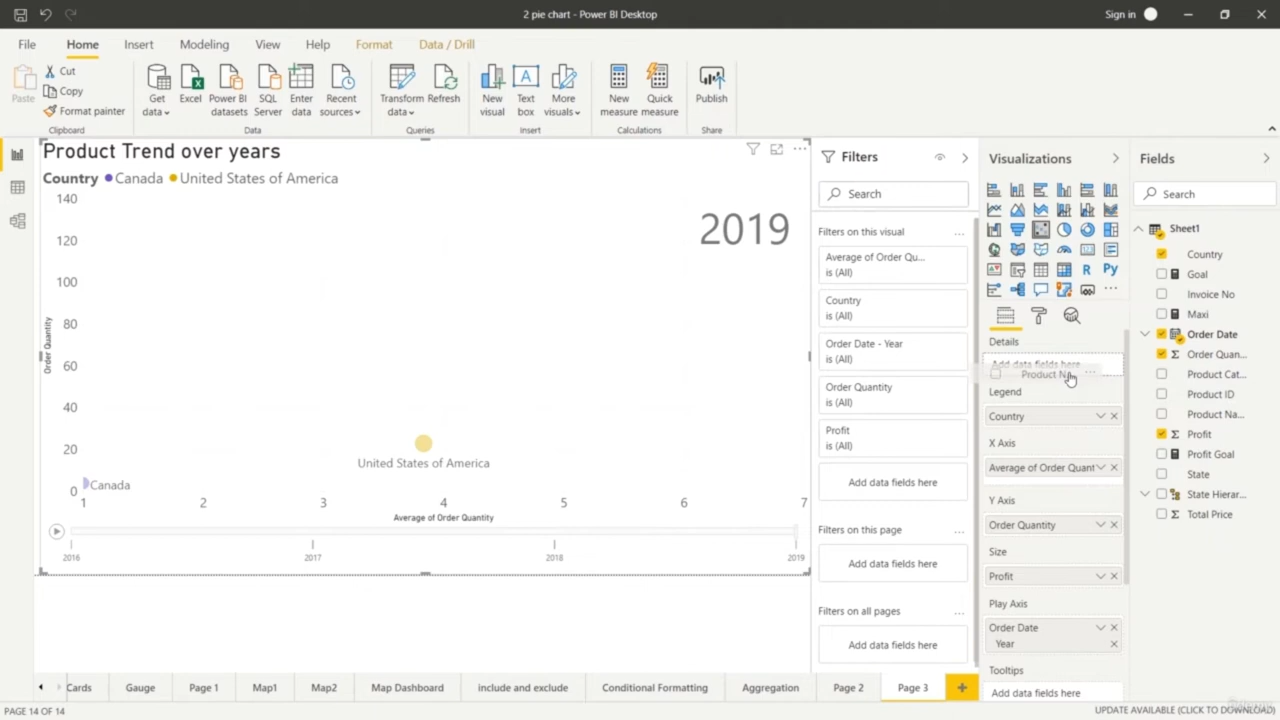 2 pie chart - Power BI Desktop
Sign in
File Home Insert Modeling View Help Format Data / Drill
Paste
Cut
Copy
Format painter
Clipboard
Get data
Excel
Power BI datasets
SQL Server
Enter data
Recent sources
Data
Transform data
Refresh
Queries
New visual
Text box
More visuals
Insert
New measure
Quick measure
Calculations
Publish
Share
Product Trend over years
Country Canada United States of America
2019
140
120
100
80
60
40
20
0
Order Quantity
United States of America
Canada
1 2 3 4 5 6 7
Average of Order Quantity
2016 2017 2018 2019
Filters
Search
Filters on this visual ...
Average of Order Qu...
is (All)
Country
is (All)
Order Date - Year
is (All)
Order Quantity
is (All)
Profit
is (All)
Add data fields here
Filters on this page ...
Add data fields here
Filters on all pages ...
Add data fields here
Visualizations
R Py
...
Details
Add data fields here
Product N
Legend
Country
X Axis
Average of Order Quant
Y Axis
Order Quantity
Size
Profit
Play Axis
Order Date
Year
Tooltips
Add data fields here
Fields
Search
Sheet1
Country
Goal
Invoice No
Maxi
Order Date
Σ Order Quan...
Product Cat...
Product ID
Product Na...
Σ Profit
Profit Goal
State
State Hierar...
Σ Total Price
Cards Gauge Page 1 Map1 Map2 Map Dashboard include and exclude Conditional Formatting Aggregation Page 2 Page 3 +
PAGE 14 OF 14
UPDATE AVAILABLE (CLICK TO DOWNLOAD)